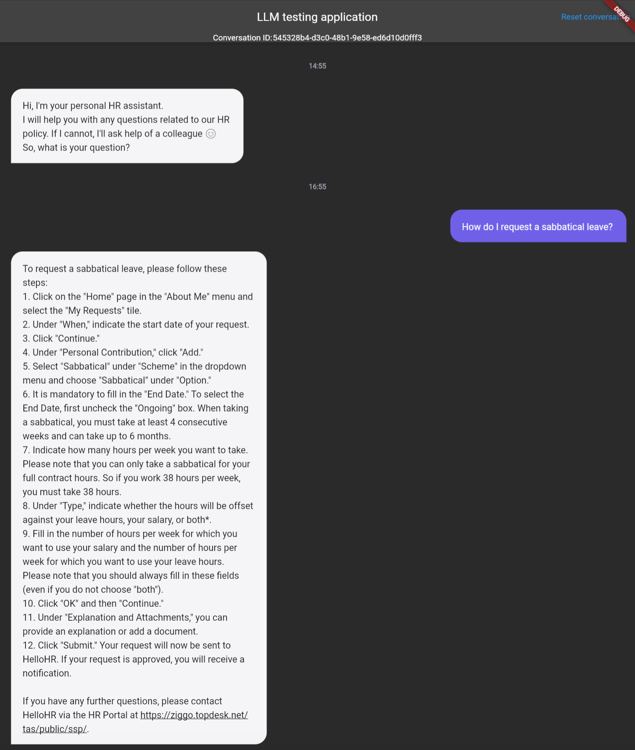 LLM testing application
Reset conversa
DEBUG
Conversation ID:545328b4-d3c0-48b1-9e58-ed6d10d0fff3
14:55
Hi, I'm your personal HR assistant.
I will help you with any questions related to our HR
policy. If I cannot, I'll ask help of a colleague 😊
So, what is your question?
16:55
How do I request a sabbatical leave?
To request a sabbatical leave, please follow these
steps:
1. Click on the "Home" page in the "About Me" menu and
select the "My Requests" tile.
2. Under "When," indicate the start date of your request.
3. Click "Continue."
4. Under "Personal Contribution," click "Add."
5. Select "Sabbatical" under "Scheme" in the dropdown
menu and choose "Sabbatical" under "Option."
6. It is mandatory to fill in the "End Date." To select the
End Date, first uncheck the "Ongoing" box. When taking
a sabbatical, you must take at least 4 consecutive
weeks and can take up to 6 months.
7. Indicate how many hours per week you want to take.
Please note that you can only take a sabbatical for your
full contract hours. So if you work 38 hours per week,
you must take 38 hours.
8. Under "Type," indicate whether the hours will be offset
against your leave hours, your salary, or both*.
9. Fill in the number of hours per week for which you
want to use your salary and the number of hours per
week for which you want to use your leave hours.
Please note that you should always fill in these fields
(even if you do not choose "both").
10. Click "OK" and then "Continue."
11. Under "Explanation and Attachments," you can
provide an explanation or add a document.
12. Click "Submit." Your request will now be sent to
HelloHR. If your request is approved, you will receive a
notification.
If you have any further questions, please contact
HelloHR via the HR Portal at https://ziggo.topdesk.net/
tas/public/ssp/.